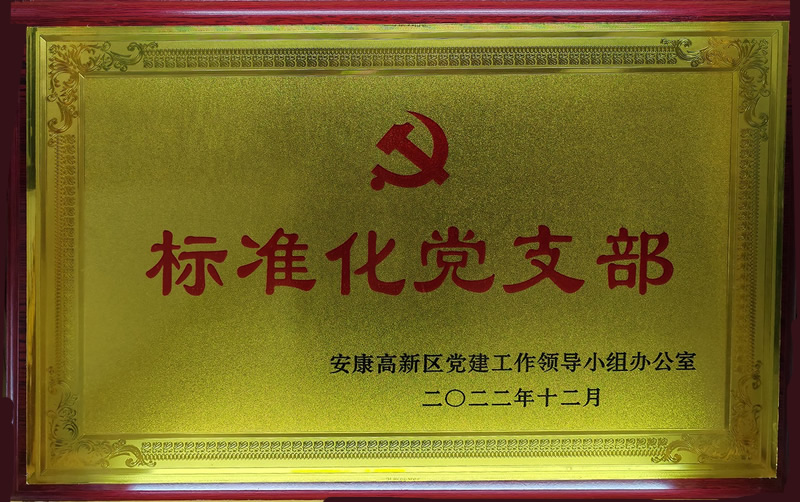 标准化党支部
安康高新区党建工作领导小组办公室
二〇二二年十二月